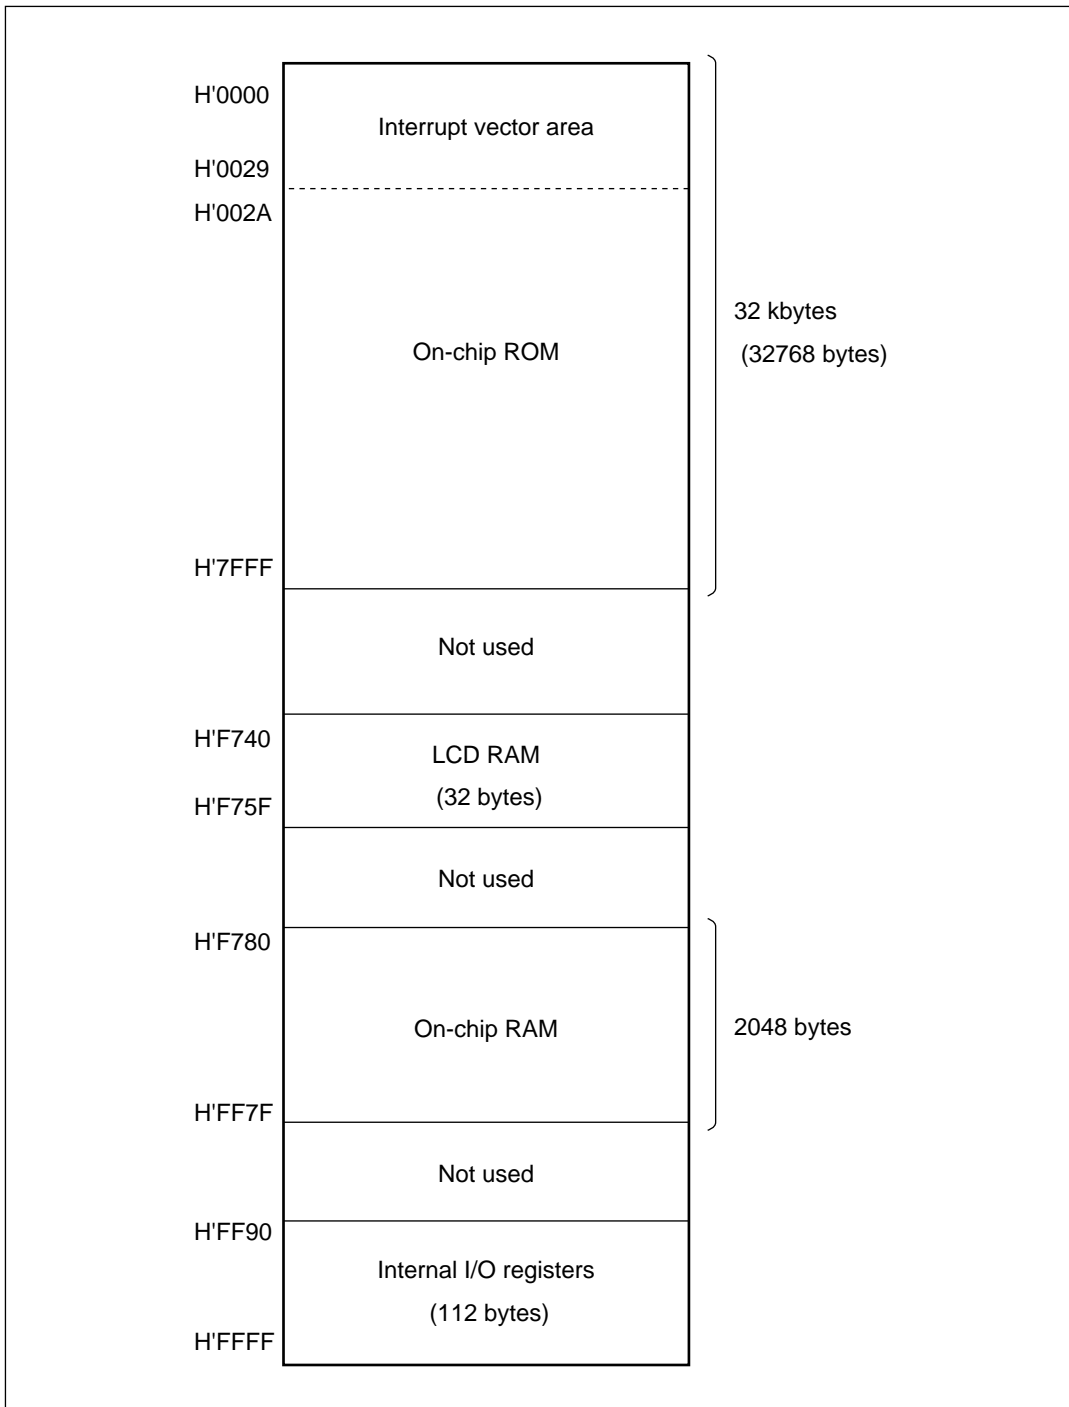 H'0000
Interrupt vector area
H'0029
H'002A
32 kbytes
On-chip ROM
(32768 bytes)
H'7FFF
Not used
H'F740
LCD RAM
(32 bytes)
H'F75F
Not used
H'F780
On-chip RAM
2048 bytes
H'FF7F
Not used
H'FF90
Internal I/O registers
(112 bytes)
H'FFFF